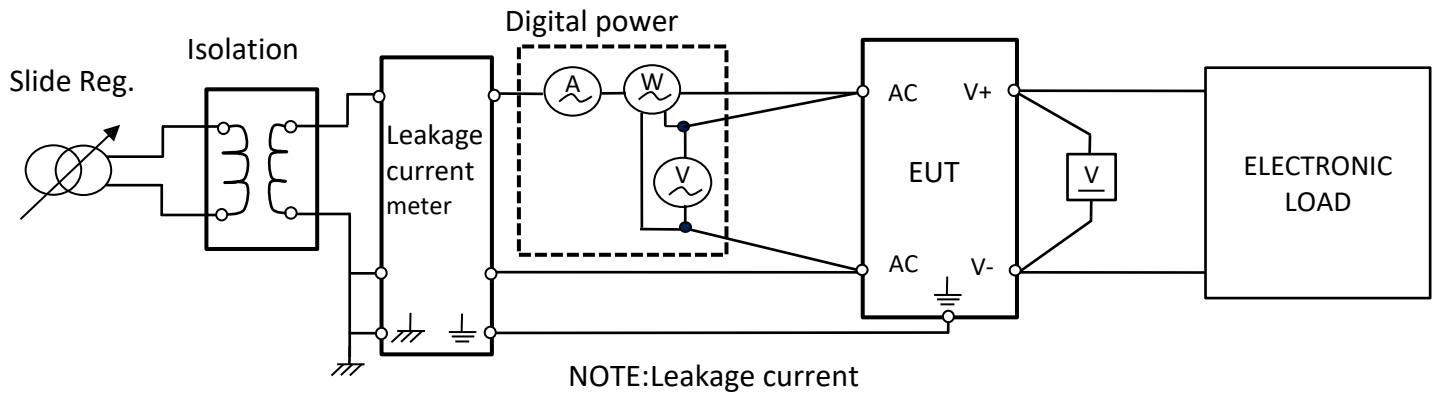 Digital power
Isolation
Slide Reg.
A
W
AC
V+
Leakage
current
meter
V
EUT
V
ELECTRONIC
LOAD
AC
V-
NOTE:Leakage current